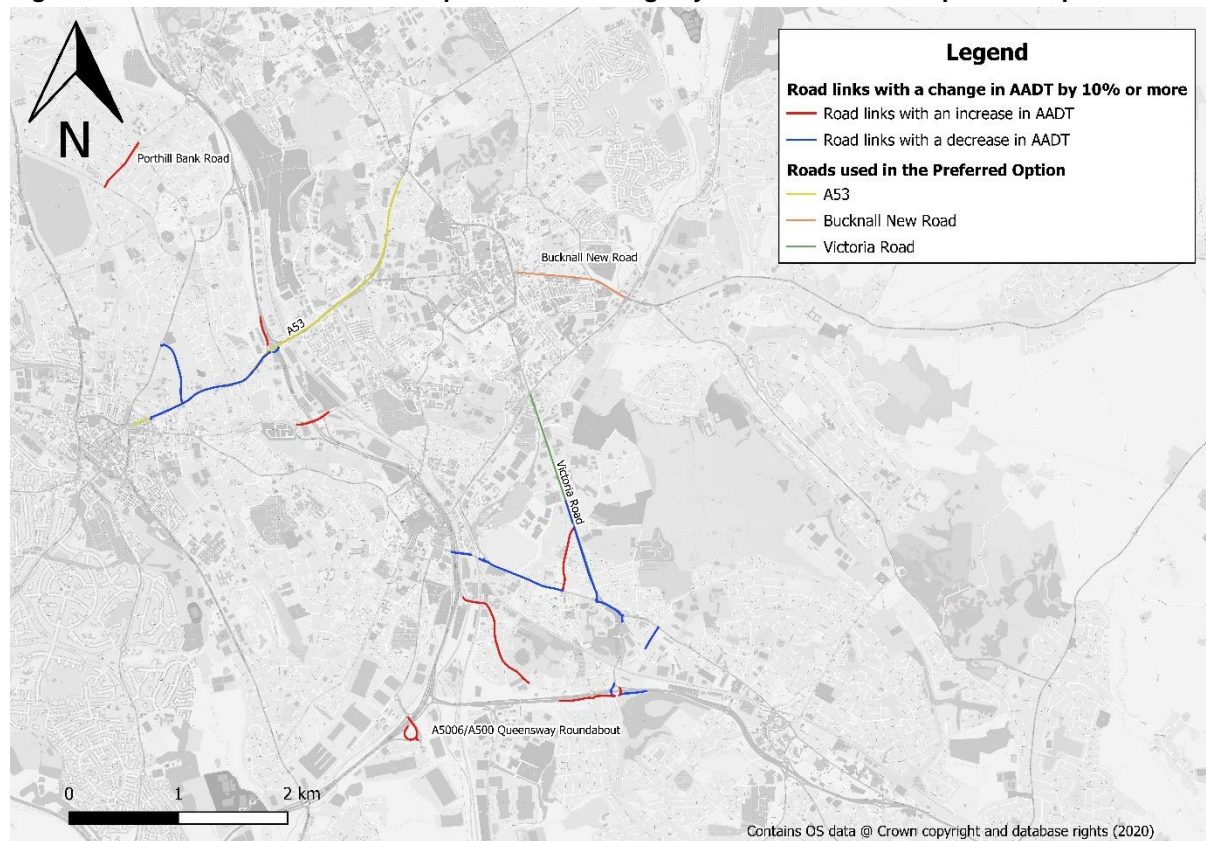 Legend
Road links with a change in AADT by 10% or more
Road links with an increase in AADT
Road links with a decrease in AADT
Roads used in the Preferred Option
A53
Bucknall New Road
Victoria Road
N
Porthill Bank Road
Bucknall New Road
A53
Victoria Road
A5006/A500 Queensway Roundabout
0 1 2 km
Contains OS data @ Crown copyright and database rights (2020)